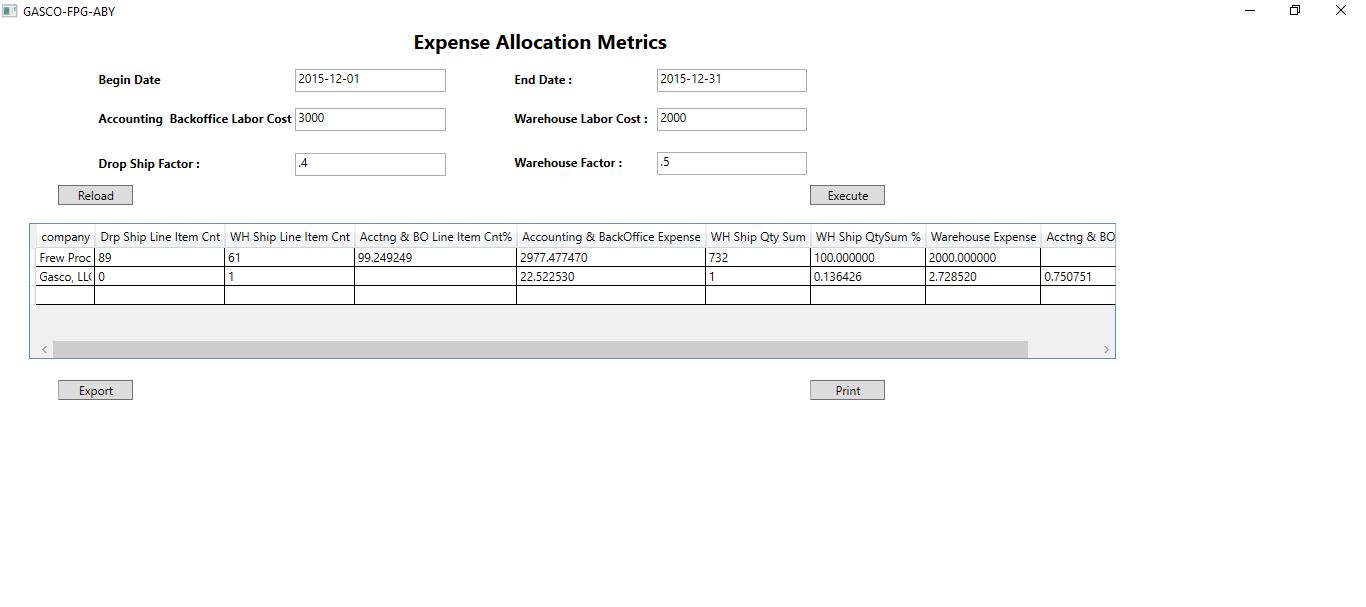 GASCO-FPG-ABY
Expense Allocation Metrics
Begin Date 2015-12-01 End Date : 2015-12-31
Accounting  Backoffice Labor Cost 3000 Warehouse Labor Cost : 2000
Drop Ship Factor : .4 Warehouse Factor : .5
Reload Execute
company Drp Ship Line Item Cnt WH Ship Line Item Cnt Acctng & BO Line Item Cnt% Accounting & BackOffice Expense WH Ship Qty Sum WH Ship QtySum % Warehouse Expense Acctng & BO
Frew Proc 89 61 99.249249 2977.477470 732 100.000000 2000.000000
Gasco, LLC 0 1 22.522530 1 0.136426 2.728520 0.750751
Export Print